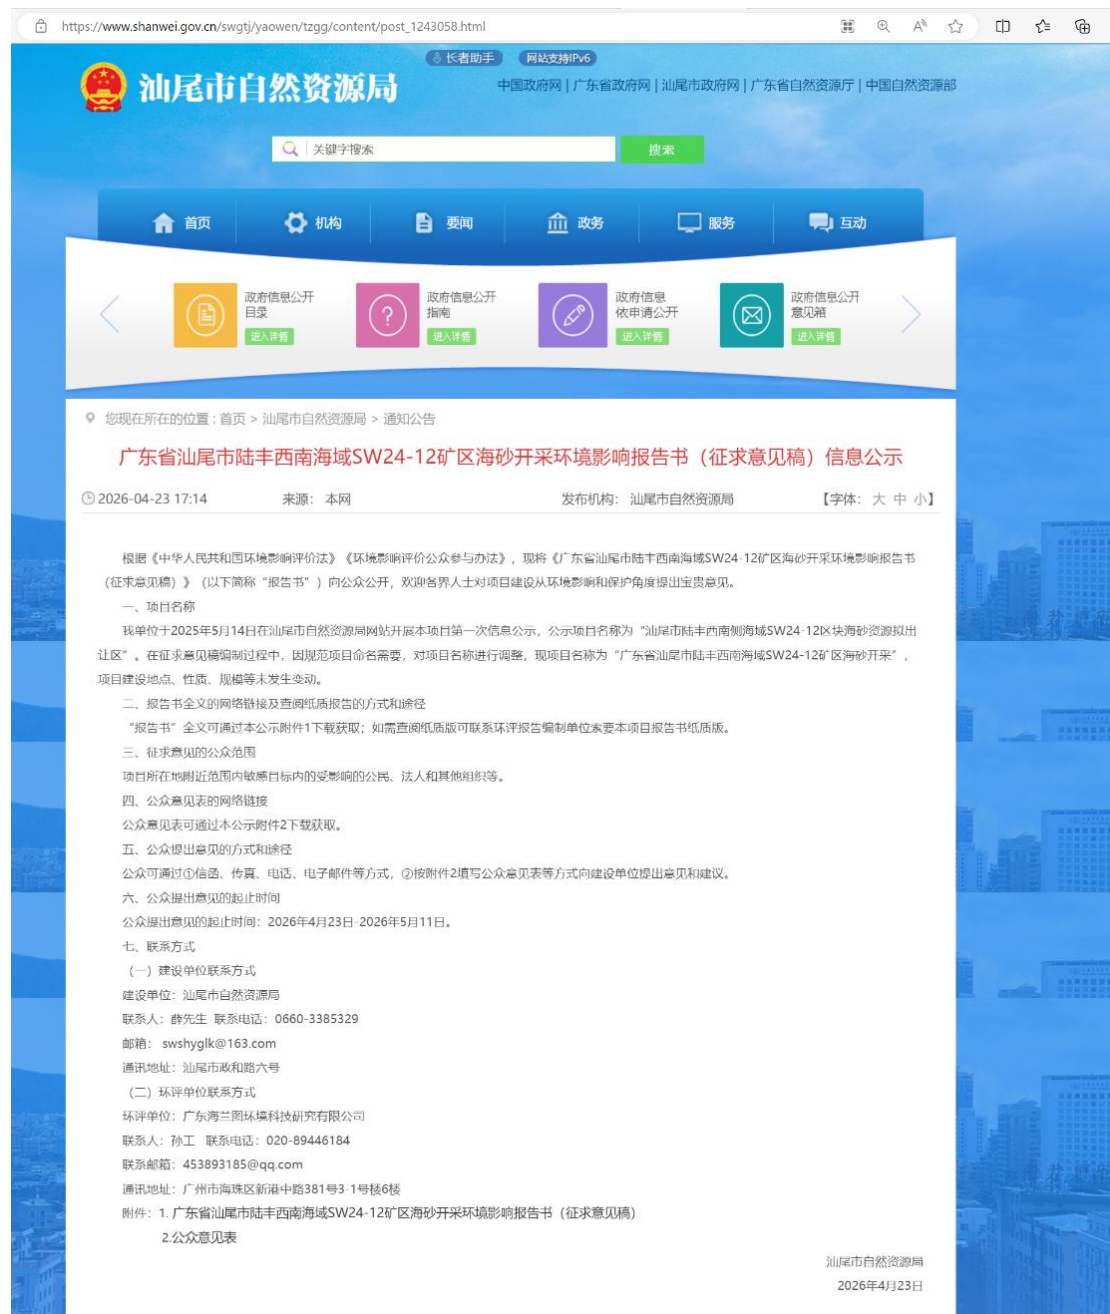 https://www.shanwei.gov.cn/swgtj/yaowen/tzgg/content/post_1243058.html
长者助手 网站支持IPv6
汕尾市自然资源局
中国政府网 | 广东省政府网 | 汕尾市政府网 | 广东省自然资源厅 | 中国自然资源部
关键字搜索 搜索
首页 机构 要闻 政务 服务 互动
政府信息公开 政府信息公开 政府信息 政府信息公开
目录 指南 依申请公开 意见箱
进入详情 进入详情 进入详情 进入详情
您现在所在的位置 : 首页 > 汕尾市自然资源局 > 通知公告
广东省汕尾市陆丰西南海域SW24-12矿区海砂开采环境影响报告书（征求意见稿）信息公示
2026-04-23 17:14 来源： 本网 发布机构： 汕尾市自然资源局 【字体： 大 中 小】
根据《中华人民共和国环境影响评价法》《环境影响评价公众参与办法》，现将《广东省汕尾市陆丰西南海域SW24-12矿区海砂开采环境影响报告书
（征求意见稿）》（以下简称“报告书”）向公众公开，欢迎各界人士对项目建设从环境影响和保护角度提出宝贵意见。
一、项目名称
我单位于2025年5月14日在汕尾市自然资源局网站开展本项目第一次信息公示，公示项目名称为“汕尾市陆丰西南侧海域SW24-12区块海砂资源拟出
让区”。在征求意见稿编制过程中，因规范项目命名需要，对项目名称进行调整，现项目名称为“广东省汕尾市陆丰西南海域SW24-12矿区海砂开采”，
项目建设地点、性质、规模等未发生变动。
二、报告书全文的网络链接及查阅纸质报告的方式和途径
“报告书”全文可通过本公示附件1下载获取；如需查阅纸质版可联系环评报告编制单位索要本项目报告书纸质版。
三、征求意见的公众范围
项目所在地附近范围内敏感目标内的受影响的公民、法人和其他组织等。
四、公众意见表的网络链接
公众意见表可通过本公示附件2下载获取。
五、公众提出意见的方式和途径
公众可通过①信函、传真、电话、电子邮件等方式，②按附件2填写公众意见表等方式向建设单位提出意见和建议。
六、公众提出意见的起止时间
公众提出意见的起止时间：2026年4月23日-2026年5月11日。
七、联系方式
（一）建设单位联系方式
建设单位：汕尾市自然资源局
联系人：薛先生 联系电话：0660-3385329
邮箱： swshyglk@163.com
通讯地址：汕尾市政和路六号
（二）环评单位联系方式
环评单位：广东海兰图环境科技研究有限公司
联系人：孙工 联系电话：020-89446184
联系邮箱：453893185@qq.com
通讯地址：广州市海珠区新港中路381号3-1号楼6楼
附件：1. 广东省汕尾市陆丰西南海域SW24-12矿区海砂开采环境影响报告书（征求意见稿）
2.公众意见表
汕尾市自然资源局
2026年4月23日